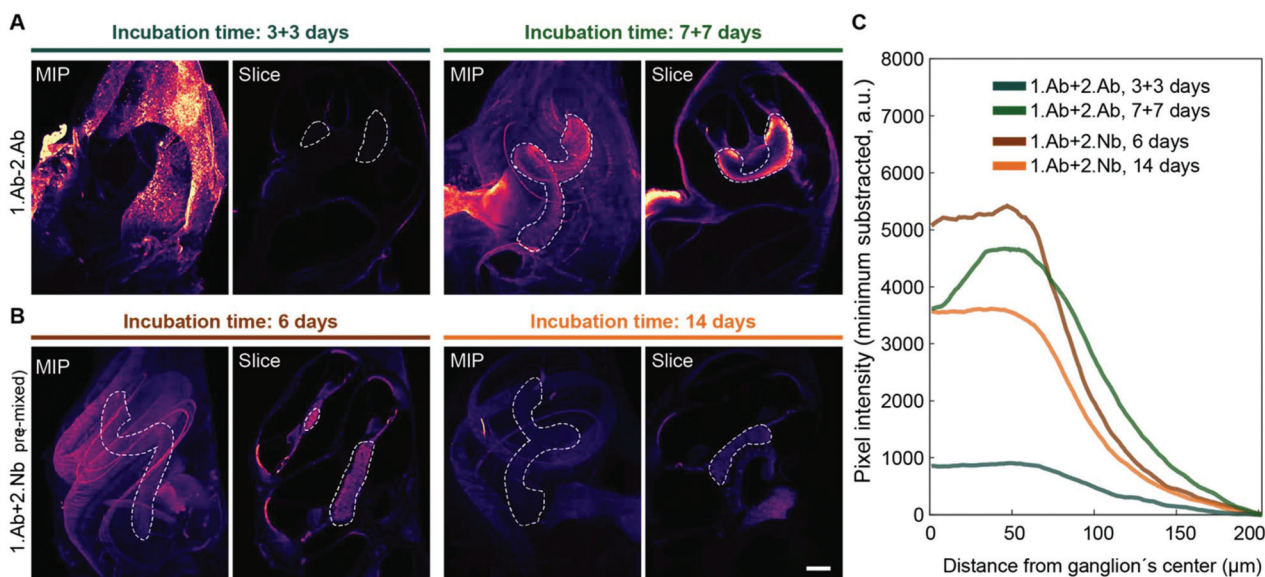 A
Incubation time: 3+3 days
Incubation time: 7+7 days
MIP
Slice
MIP
Slice
1.Ab-2.Ab
B
Incubation time: 6 days
Incubation time: 14 days
MIP
Slice
MIP
Slice
1.Ab+2.Nb pre-mixed)
C
1.Ab+2.Ab, 3+3 days
1.Ab+2.Ab, 7+7 days
1.Ab+2.Nb, 6 days
1.Ab+2.Nb, 14 days
Pixel intensity (minimum substracted, a.u.)
8000
7000
6000
5000
4000
3000
2000
1000
0
0
50
100
150
200
Distance from ganglion´s center (µm)